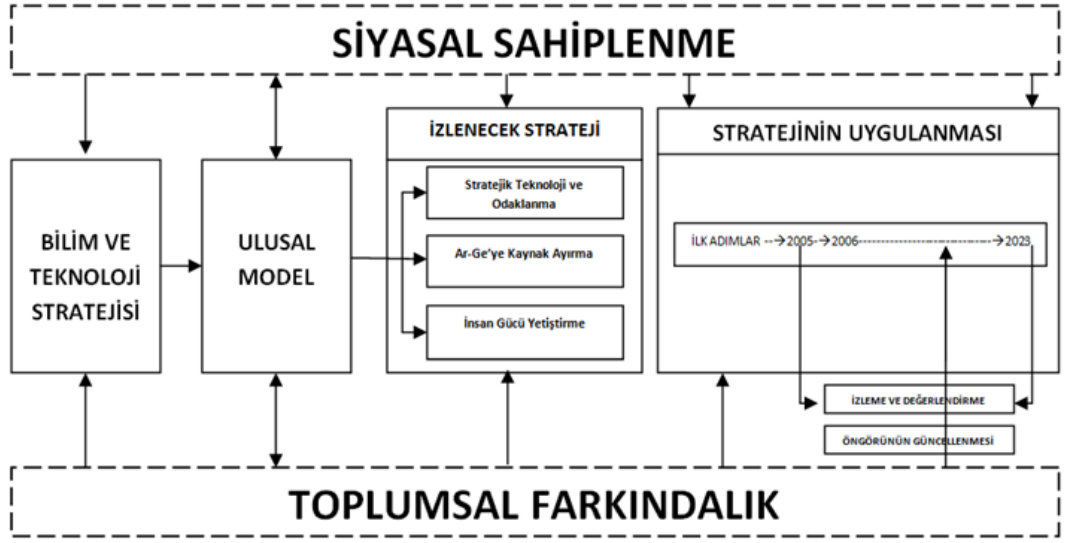 SİYASAL SAHİPLENME
BİLİM VE
TEKNOLOJİ
STRATEJİSİ
ULUSAL
MODEL
İZLENECEK STRATEJİ
Stratejik Teknoloji ve
Odaklanma
Ar-Ge'ye Kaynak Ayırma
İnsan Gücü Yetiştirme
STRATEJİNİN UYGULANMASI
İLK ADIMLAR --→2005-→2006------------------------------→2023
İZLEME VE DEĞERLENDİRME
ÖNGÖRÜNÜN GÜNCELLENMESİ
TOPLUMSAL FARKINDALIK